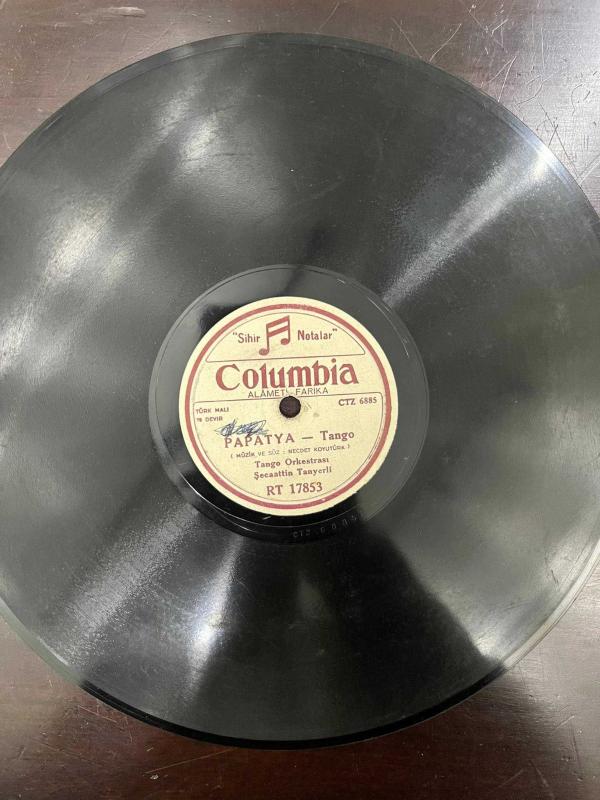 "Sihir Notalar"
Columbia
ALÂMETİ FARİKA
TÜRK MALI
78 DEVİR
CTZ 6885
PAPATYA — Tango
( MÜZİK VE SÖZ : NECDET KOYUTÜRK )
Tango Orkestrası
Şecaattin Tanyerli
RT 17853